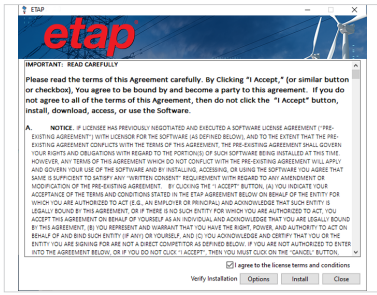 ETAP
etap
IMPORTANT: READ CAREFULLY
Please read the terms of this Agreement carefully. By Clicking "I Accept," (or similar button
or checkbox), You agree to be bound by and become a party to this agreement. If you do
not agree to all of the terms of this Agreement, then do not click the "I Accept" button,
install, download, access, or use the Software.
A. NOTICE. IF LICENSEE HAS PREVIOUSLY NEGOTIATED AND EXECUTED A SOFTWARE LICENSE AGREEMENT ("PRE-
EXISTING AGREEMENT") WITH LICENSOR FOR THE SOFTWARE (AS DEFINED BELOW), AND TO THE EXTENT THAT THE PRE-
EXISTING AGREEMENT CONFLICTS WITH THE TERMS OF THIS AGREEMENT, THE PRE-EXISTING AGREEMENT SHALL GOVERN
YOUR RIGHTS AND OBLIGATIONS WITH REGARD TO THE PORTION(S) OF SUCH SOFTWARE BEING INSTALLED AT THIS TIME,
HOWEVER, ANY TERMS OF THIS AGREEMENT WHICH DO NOT CONFLICT WITH THE PRE-EXISTING AGREEMENT WILL APPLY
AND GOVERN YOUR USE OF THE SOFTWARE AND BY INSTALLING, ACCESSING, OR USING THE SOFTWARE YOU AGREE THAT
SAME IS SUFFICIENT TO SATISFY ANY "WRITTEN CONSENT" REQUIREMENT WITH REGARD TO ANY AMENDMENT OR
MODIFICATION OF THE PRE-EXISTING AGREEMENT. BY CLICKING THE "I ACCEPT" BUTTON, (A) YOU INDICATE YOUR
ACCEPTANCE OF THE TERMS AND CONDITIONS STATED IN THE ETAP AGREEMENT BELOW ON BEHALF OF THE ENTITY FOR
WHICH YOU ARE AUTHORIZED TO ACT (E.G., AN EMPLOYER OR PRINCIPAL) AND ACKNOWLEDGE THAT SUCH ENTITY IS
LEGALLY BOUND BY THIS AGREEMENT, OR IF THERE IS NO SUCH ENTITY FOR WHICH YOU ARE AUTHORIZED TO ACT, YOU
ACCEPT THIS AGREEMENT ON BEHALF OF YOURSELF AS AN INDIVIDUAL AND ACKNOWLEDGE THAT YOU ARE LEGALLY BOUND
BY THIS AGREEMENT, (B) YOU REPRESENT AND WARRANT THAT YOU HAVE THE RIGHT, POWER, AND AUTHORITY TO ACT ON
BEHALF OF AND BIND SUCH ENTITY (IF ANY) OR YOURSELF, AND (C) YOU ACKNOWLEDGE AND CERTIFY THAT YOU OR THE
ENTITY YOU ARE SIGNING FOR ARE NOT A DIRECT COMPETITOR AS DEFINED BELOW. IF YOU ARE NOT AUTHORIZED TO ENTER
INTO THE AGREEMENT BELOW, OR IF YOU DO NOT CLICK "I ACCEPT", THEN YOU MUST CLICK ON THE "CANCEL" BUTTON,
I agree to the license terms and conditions
Verify Installation Options Install Close